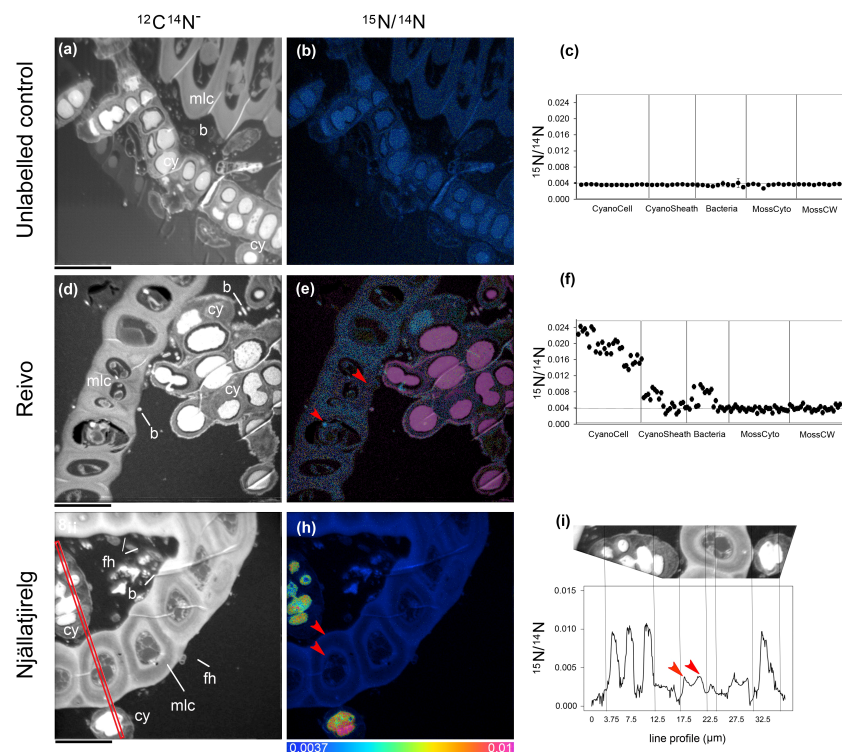 ¹²C¹⁴N⁻ ¹⁵N/¹⁴N
Unlabelled control
(a)
mlc
b
cy
cy
(b)
(c)
¹⁵N/¹⁴N
0.024
0.020
0.016
0.012
0.008
0.004
0.000
CyanoCell CyanoSheath Bacteria MossCyto MossCW
Reivo
(d)
b
cy
mlc
cy
b
(e)
(f)
¹⁵N/¹⁴N
0.024
0.020
0.016
0.012
0.008
0.004
0.000
CyanoCell CyanoSheath Bacteria MossCyto MossCW
Njällatjirelg
fh
b
cy
fh
mlc
cy
(h)
0.0037 0.01
(i)
¹⁵N/¹⁴N
0.015
0.010
0.005
0.000
0 3.75 7.5 12.5 17.5 22.5 27.5 32.5
line profile (µm)